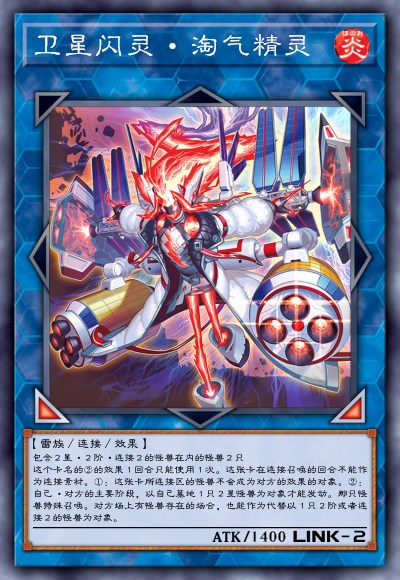 卫星闪灵・淘气精灵
ほのお
炎
【雷族／连接／效果】
包含2星・2阶・连接2的怪兽在内的怪兽2只
这个卡名的②的效果1回合只能使用1次。这张卡在连接召唤的回合不能作
为连接素材。①：这张卡所连接区的怪兽不会成为对方的效果的对象。②：
自己・对方的主要阶段，以自己墓地1只2星怪兽为对象才能发动。那只怪
兽特殊召唤。对方场上有怪兽存在的场合，也能作为代替以1只2阶或者连
接2的怪兽为对象。
ATK/1400 LINK-2